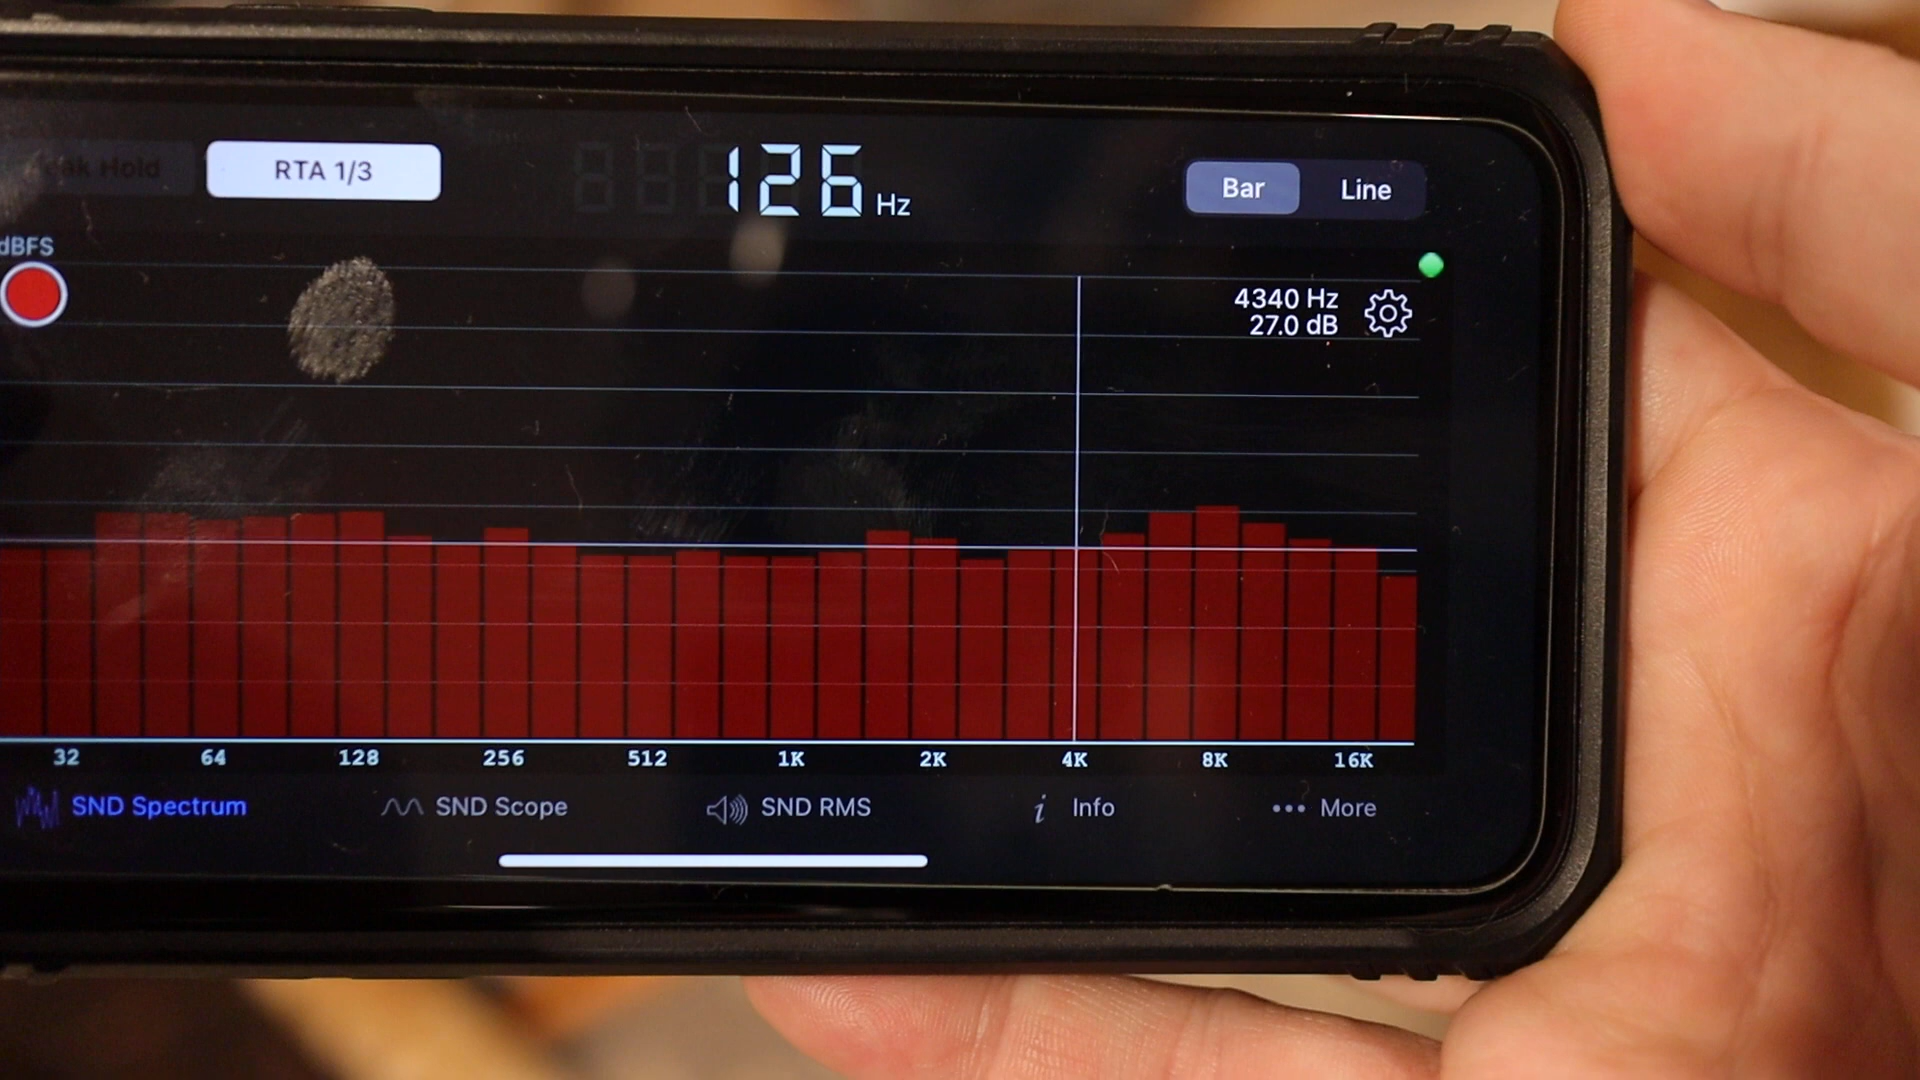 RTA 1/3
126 Hz
Bar
Line
dBFS
4340 Hz
27.0 dB
32 64 128 256 512 1K 2K 4K 8K 16K
SND Spectrum
SND Scope
SND RMS
i Info
More